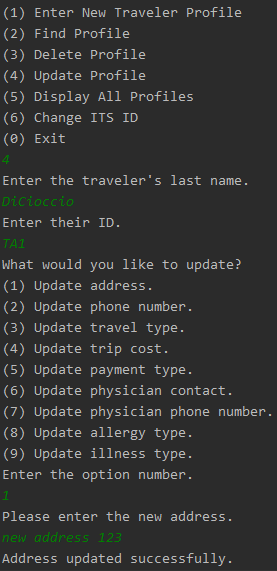 (1) Enter New Traveler Profile
(2) Find Profile
(3) Delete Profile
(4) Update Profile
(5) Display All Profiles
(6) Change ITS ID
(0) Exit
4
Enter the traveler's last name.
DiCioccio
Enter their ID.
TA1
What would you like to update?
(1) Update address.
(2) Update phone number.
(3) Update travel type.
(4) Update trip cost.
(5) Update payment type.
(6) Update physician contact.
(7) Update physician phone number.
(8) Update allergy type.
(9) Update illness type.
Enter the option number.
1
Please enter the new address.
new address 123
Address updated successfully.